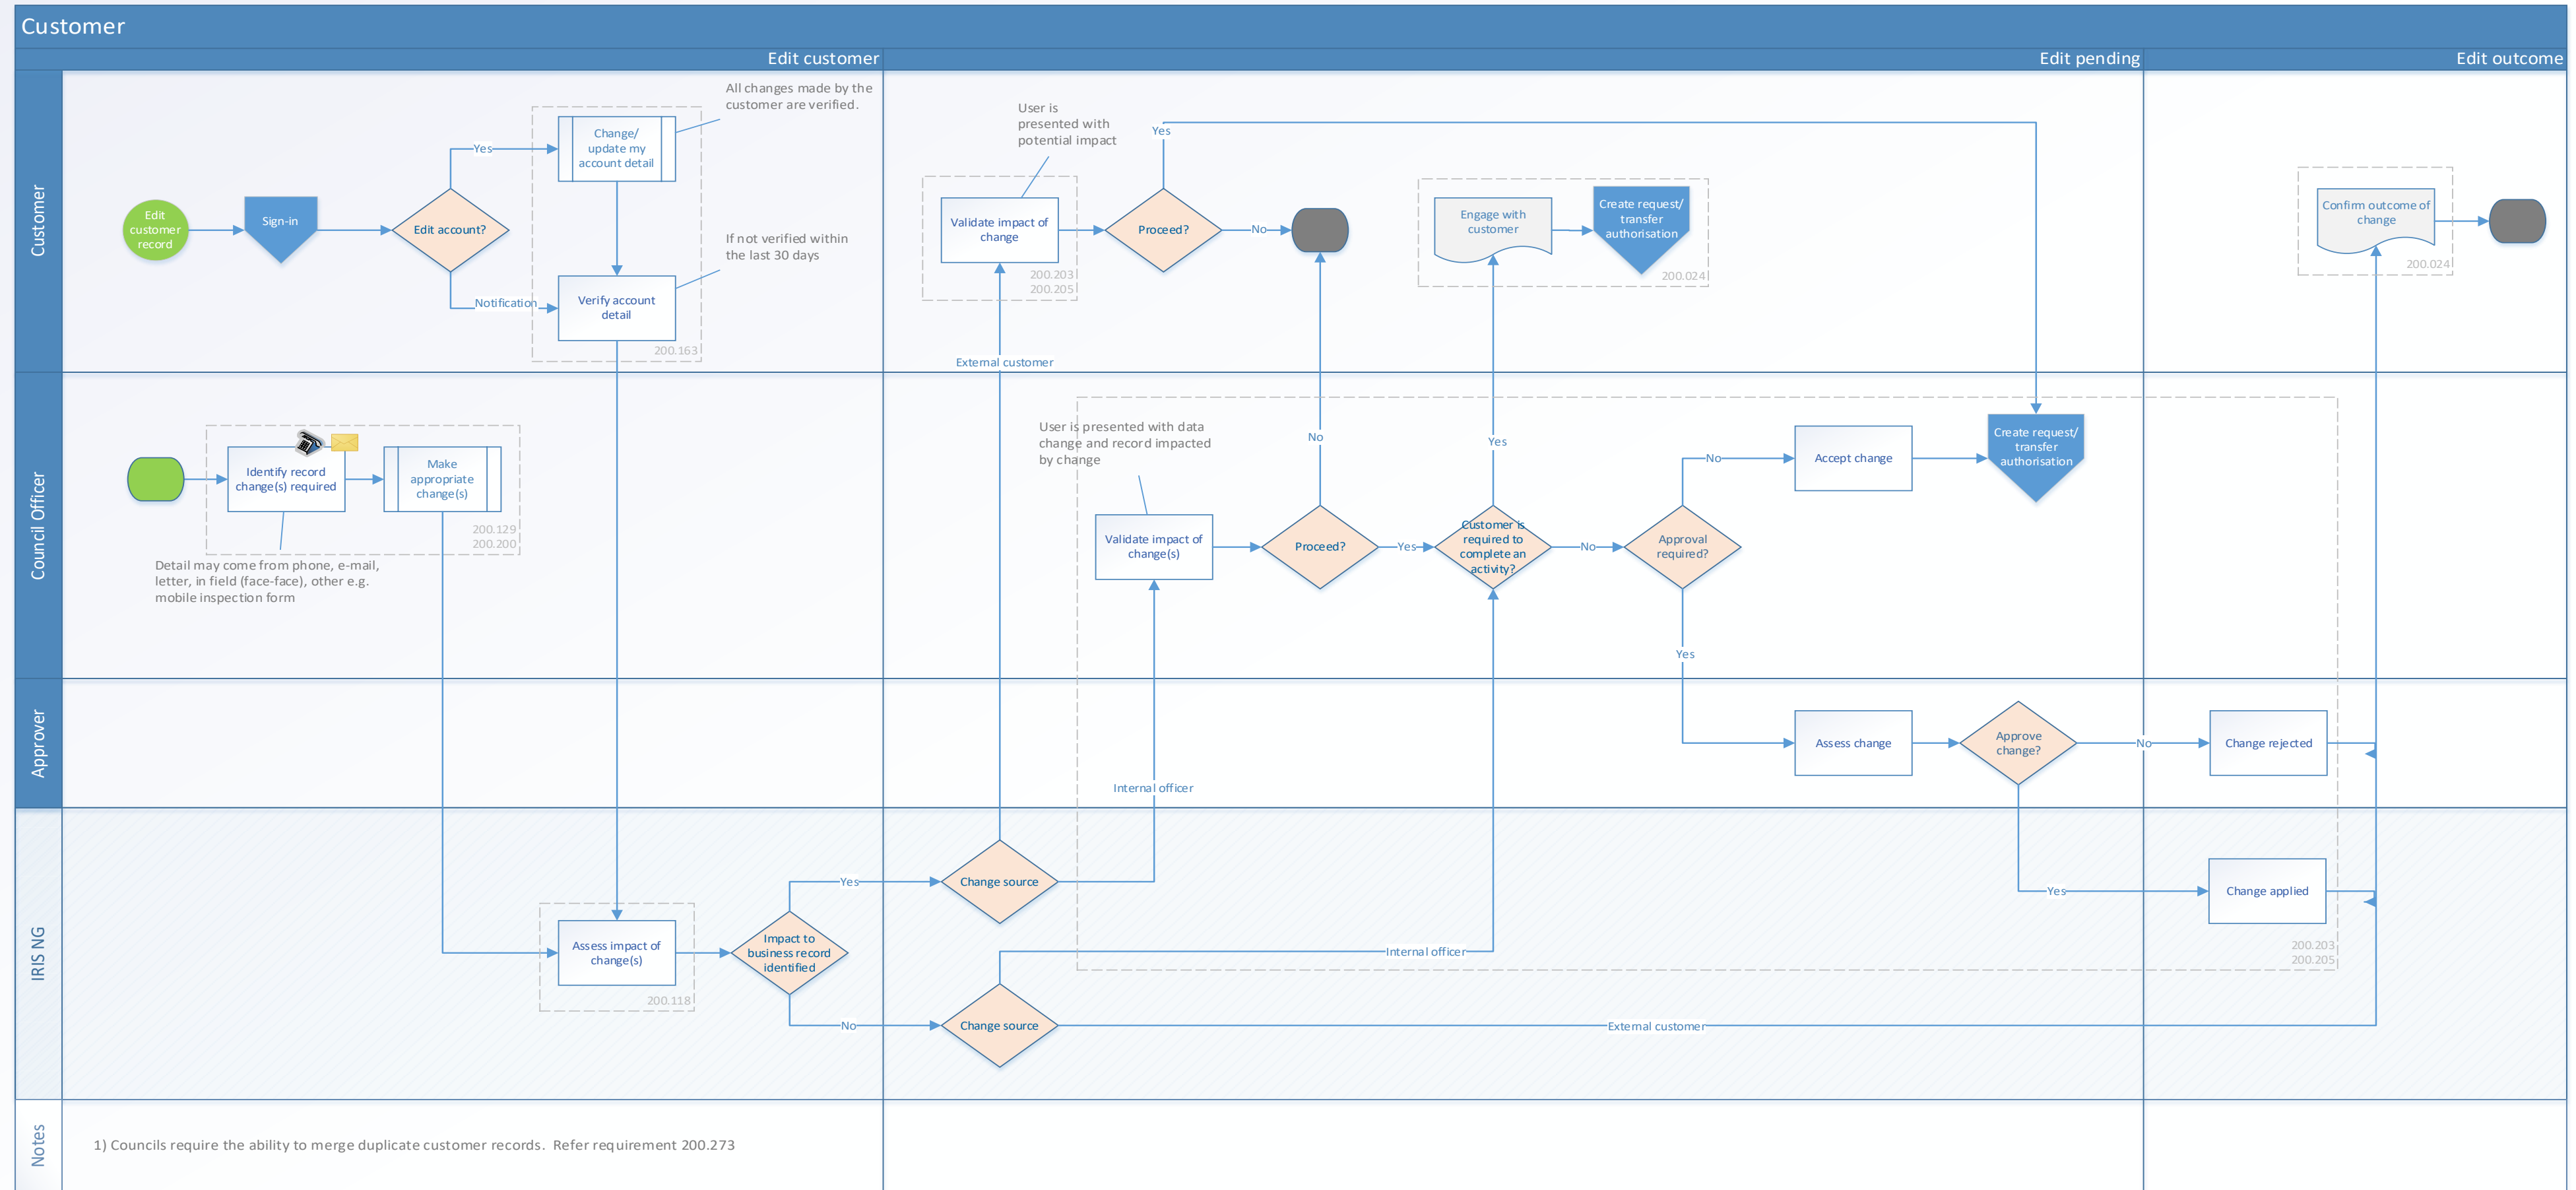 Customer
Edit customer
Edit pending
Edit outcome
Customer
All changes made by the
customer are verified.
Change/
update my
account detail
Yes
Edit
customer
record
Sign-in
Edit account?
If not verified within
the last 30 days
Notification
Verify account
detail
200.163
User is
presented with
potential impact
Yes
Validate impact of
change
Proceed?
No
200.203
200.205
External customer
Engage with
customer
Create request/
transfer
authorisation
200.024
Confirm outcome of
change
200.024
Council Officer
Identify record
change(s) required
Make
appropriate
change(s)
200.129
200.200
Detail may come from phone, e-mail,
letter, in field (face-face), other e.g.
mobile inspection form
User is presented with data
change and record impacted
by change
No
Yes
Validate impact of
change(s)
Proceed?
Yes
Customer is
required to
complete an
activity?
No
Approval
required?
No
Accept change
Create request/
transfer
authorisation
Yes
Approver
Assess change
Approve
change?
No
Change rejected
Internal officer
IRIS NG
Yes
Change source
Yes
Change applied
Assess impact of
change(s)
200.118
Impact to
business record
identified
Internal officer
200.203
200.205
No
Change source
External customer
Notes
1) Councils require the ability to merge duplicate customer records.  Refer requirement 200.273